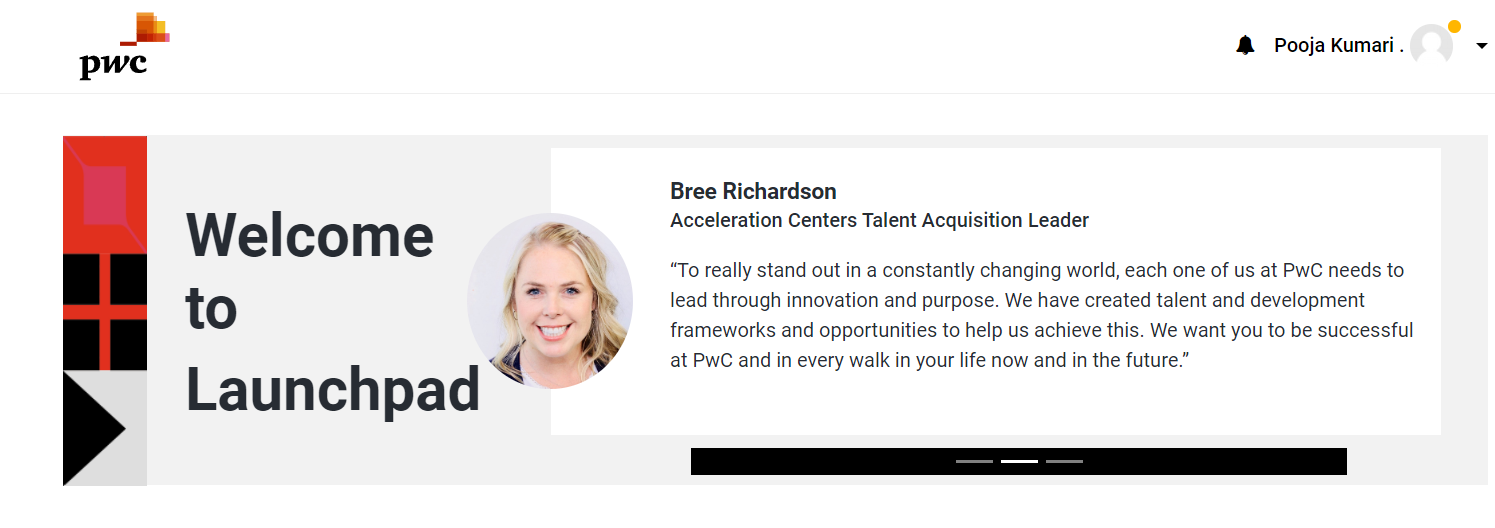 pwc
Pooja Kumari .
Welcome
to
Launchpad
Bree Richardson
Acceleration Centers Talent Acquisition Leader
“To really stand out in a constantly changing world, each one of us at PwC needs to
lead through innovation and purpose. We have created talent and development
frameworks and opportunities to help us achieve this. We want you to be successful
at PwC and in every walk in your life now and in the future.”